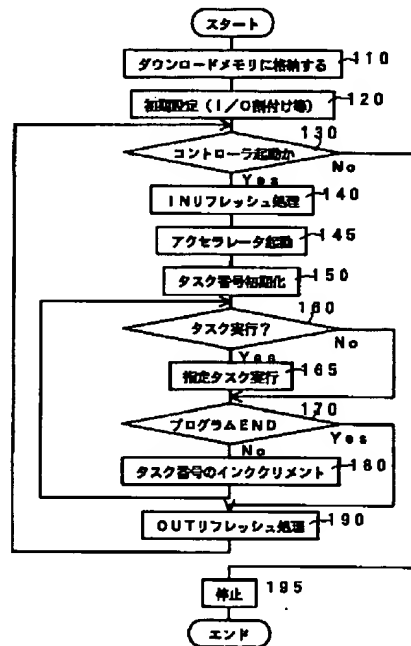 スタート
ダウンロードメモリに格納する 110
初期設定（I／O割付け等） 120
コントローラ起動か 130
No
Yes
INリフレッシュ処理 140
アクセラレータ起動 145
タスク番号初期化 150
タスク実行？ 160
No
Yes
指定タスク実行 165
プログラムEND 170
Yes
No
タスク番号のインククリメント 180
OUTリフレッシュ処理 190
停止 195
エンド